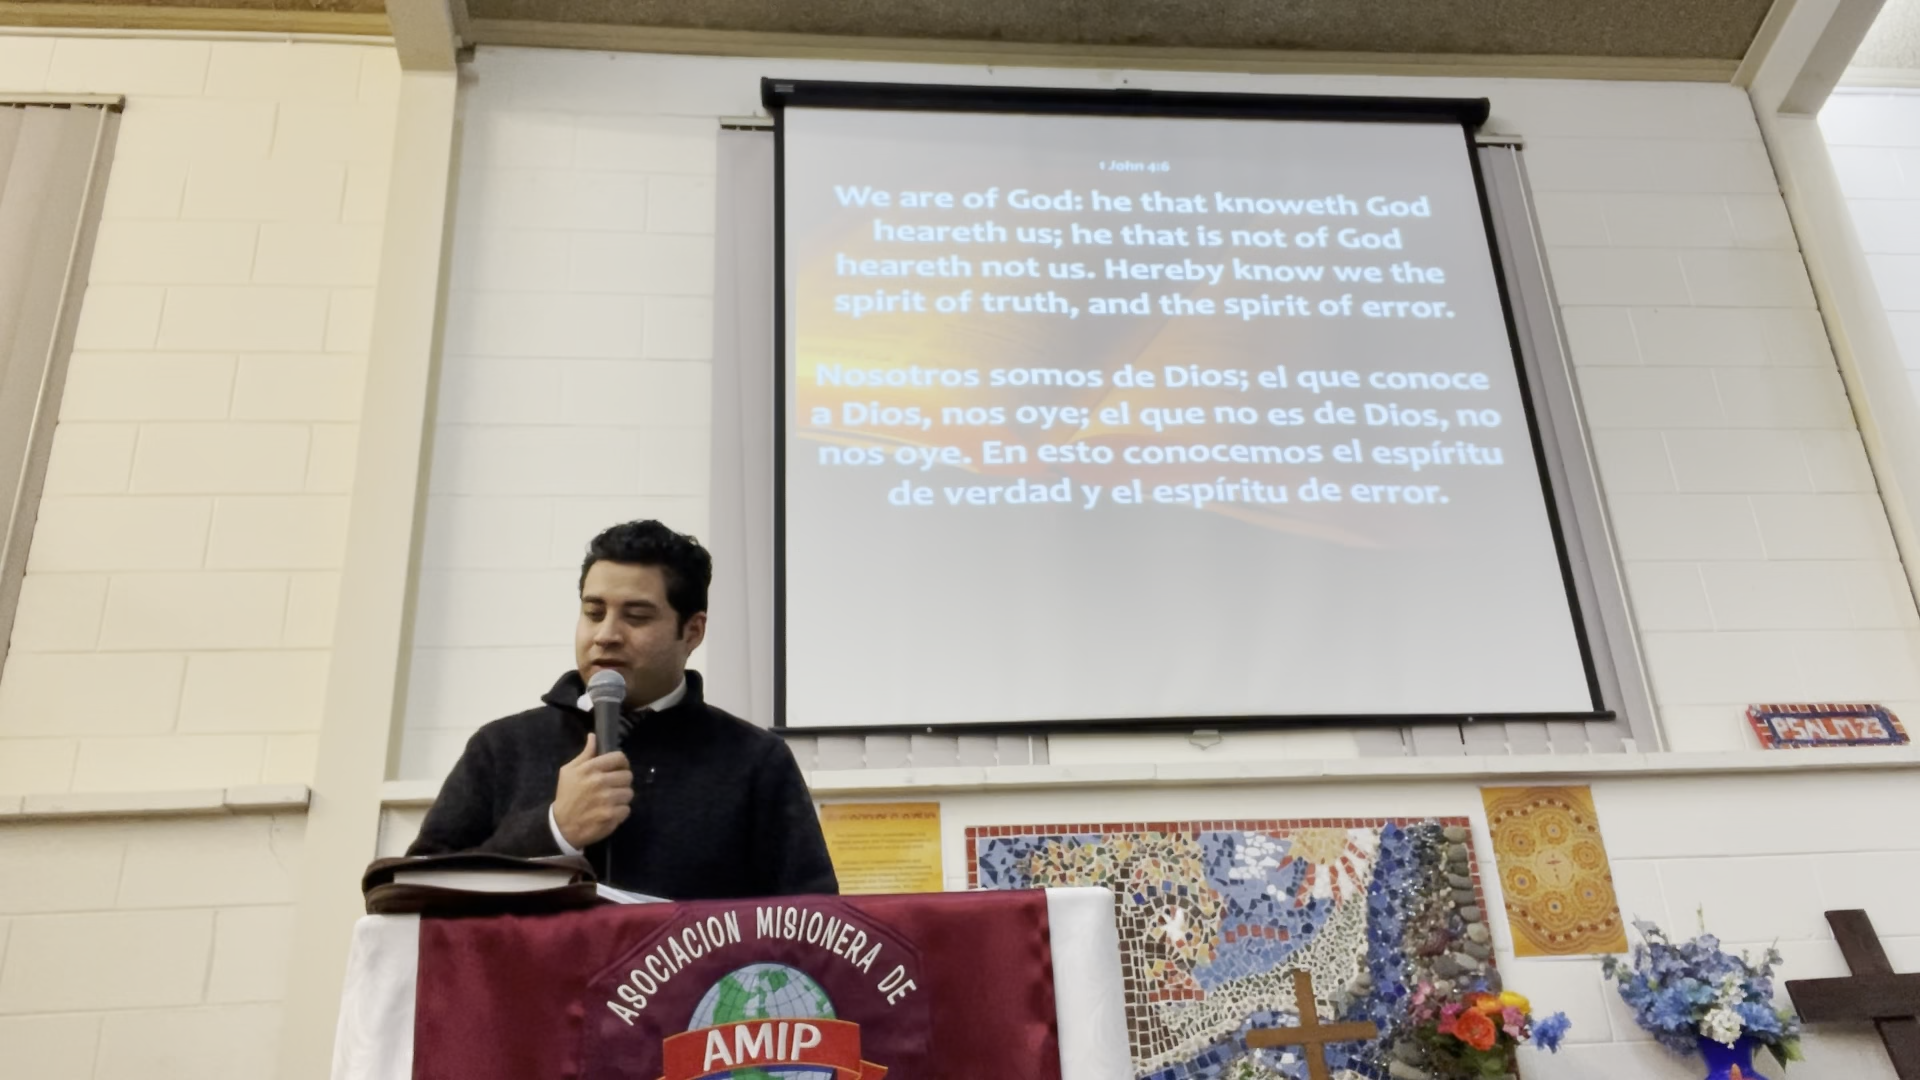 1 John 4:6
We are of God: he that knoweth God
heareth us; he that is not of God
heareth not us. Hereby know we the
spirit of truth, and the spirit of error.
Nosotros somos de Dios; el que conoce
a Dios, nos oye; el que no es de Dios, no
nos oye. En esto conocemos el espíritu
de verdad y el espíritu de error.
PSALM 23
ASOCIACION MISIONERA DE
AMIP